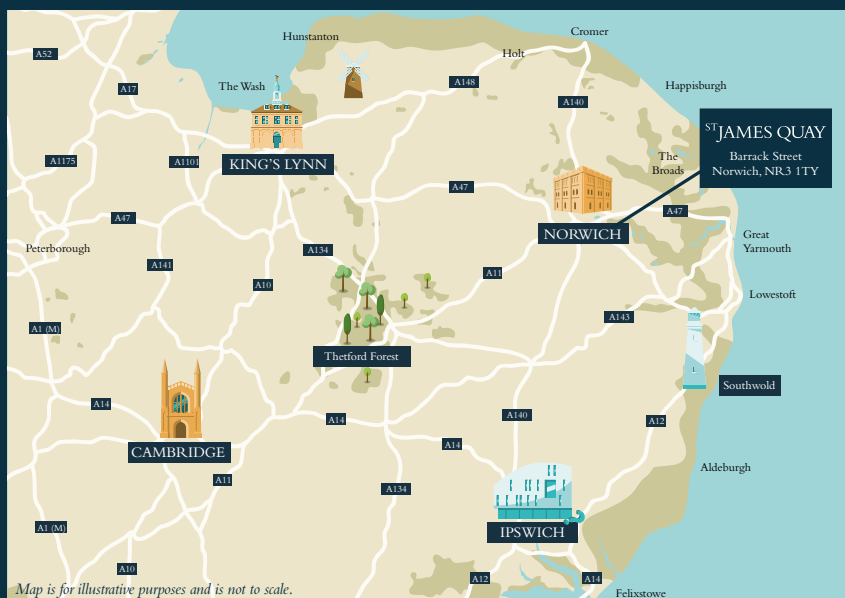 Cromer
Hunstanton
Holt
A52
A17
The Wash
A148
Happisburgh
A140
ST JAMES QUAY
Barrack Street
Norwich, NR3 1TY
A1175
A1101
KING'S LYNN
The
Broads
A47
A47
A47
NORWICH
Great
Yarmouth
Peterborough
A134
A141
A11
A10
Lowestoft
A143
A1 (M)
Thetford Forest
Southwold
A14
A14
A140
A12
A14
CAMBRIDGE
Aldeburgh
A11
A134
A1 (M)
IPSWICH
A10
A12
A14
Map is for illustrative purposes and is not to scale.
Felixstowe